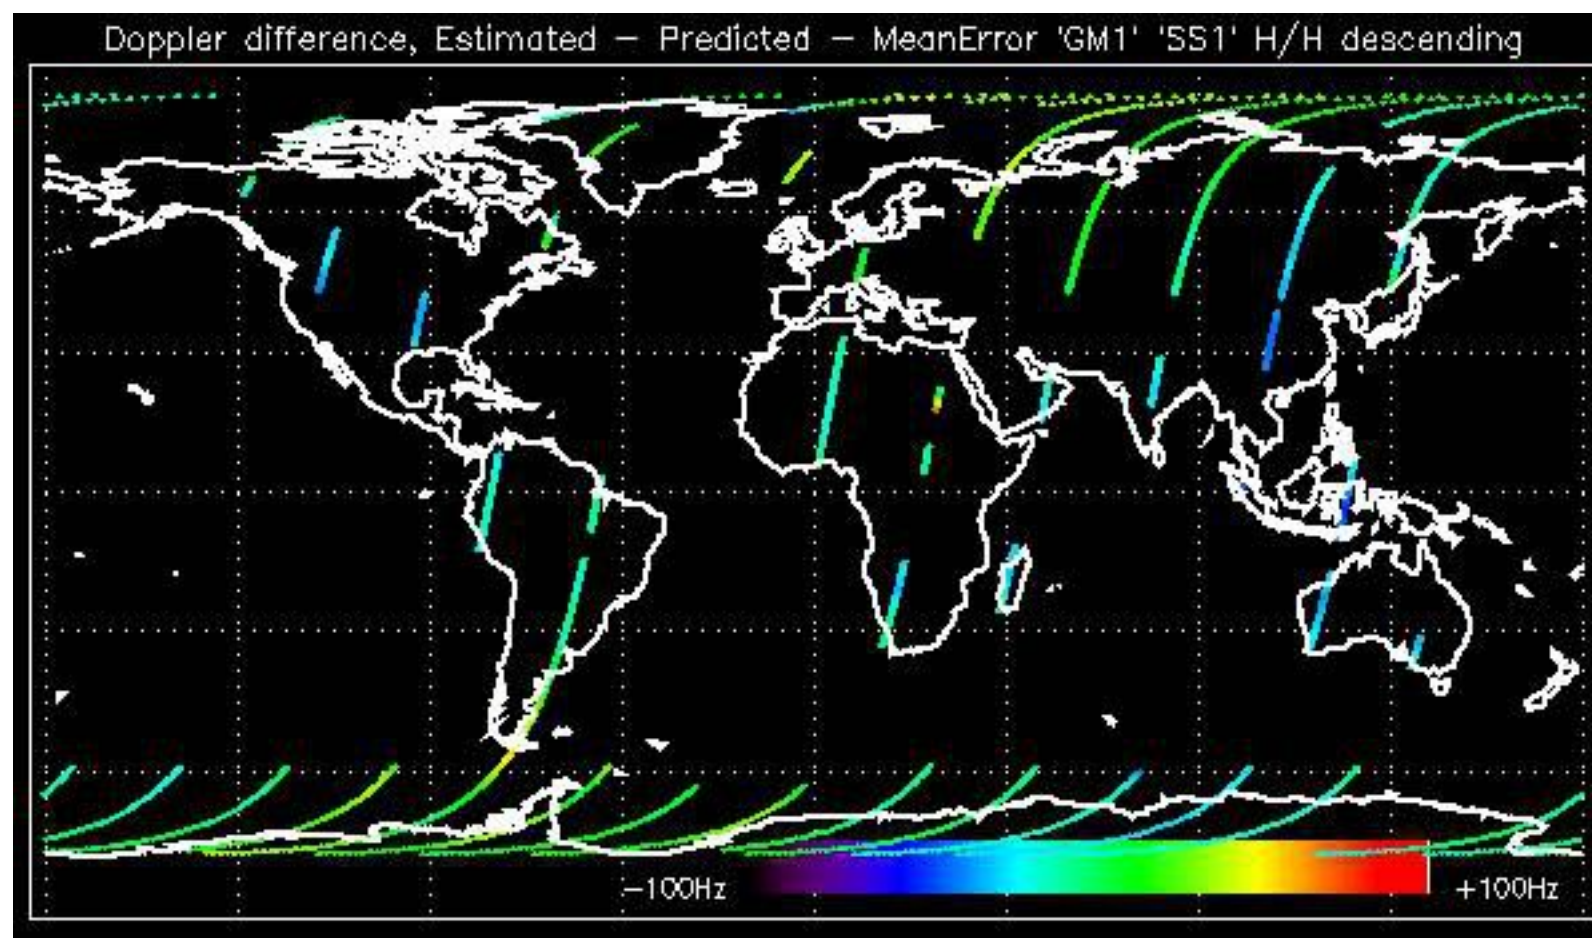 Doppler difference, Estimated – Predicted – MeanError 'GM1' 'SS1' H/H descending
–100Hz +100Hz